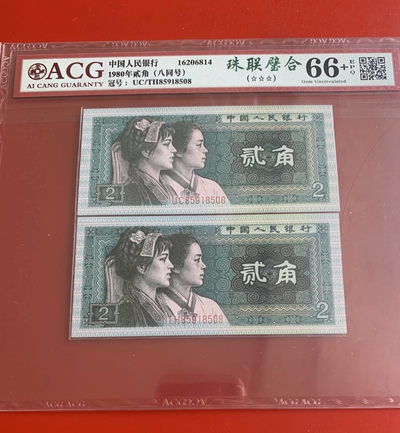 ACG
AI CANG GUARANTY
中国人民银行 16206814
1980年贰角（八同号）
冠号：UC/TH85918508
珠联璧合
(☆☆☆)
66+
EPQ
Gem Uncirculated
中国人民银行
贰角
UC85918508
2
2
中国人民银行
贰角
TH85918508
2
2